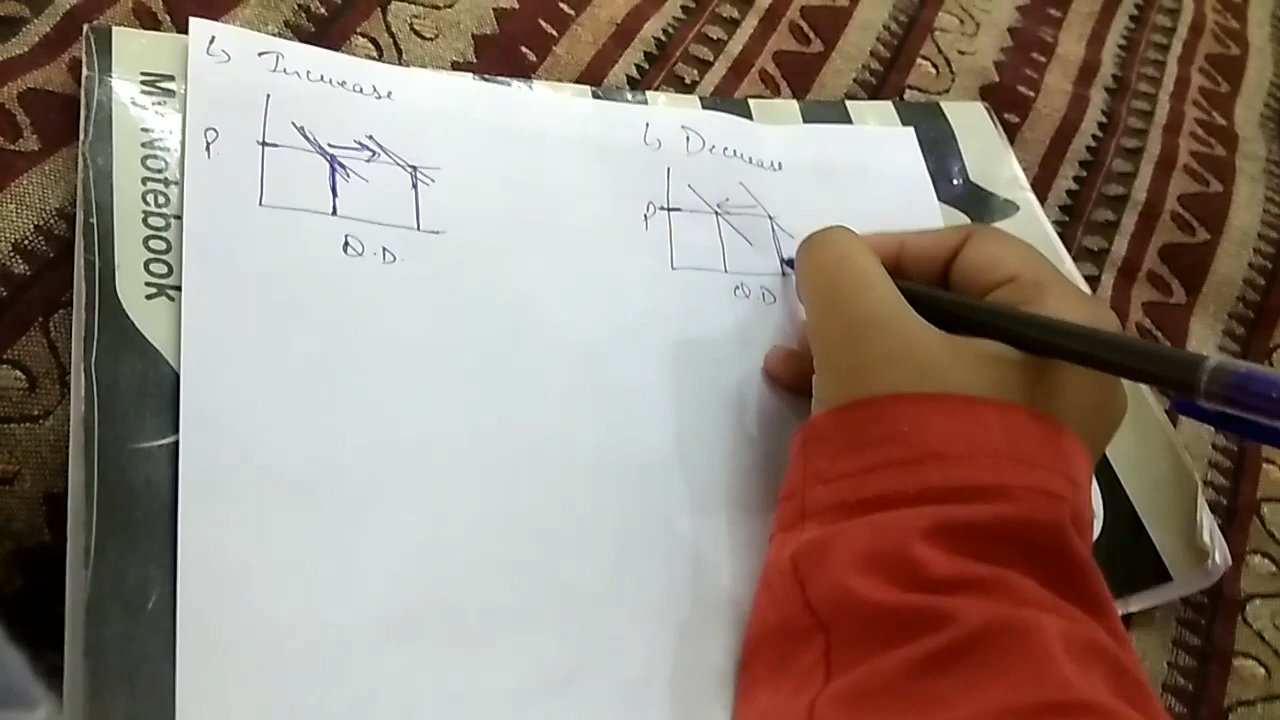 ↳ Increase
P.
Q.D.
↳ Decrease
P
Q.D
My Notebook